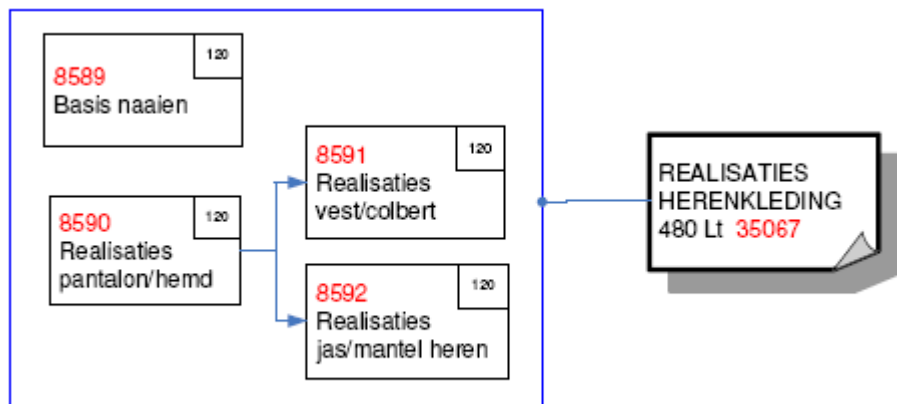 120
8589
Basis naaien
120
8590
Realisaties
pantalon/hemd
120
8591
Realisaties
vest/colbert
120
8592
Realisaties
jas/mantel heren
REALISATIES
HERENKLEDING
480 Lt 35067